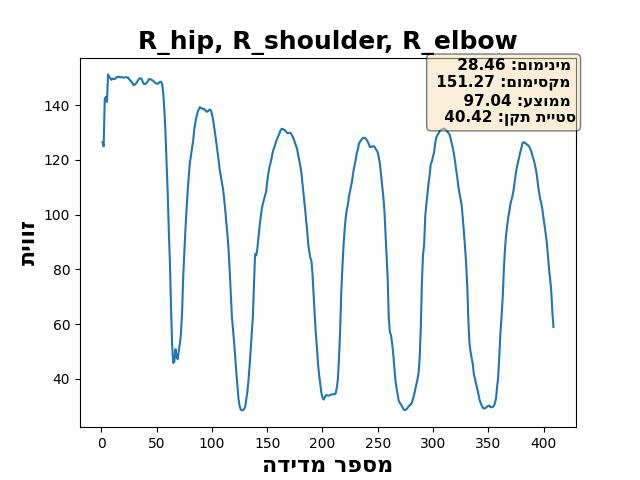 R_hip, R_shoulder, R_elbow
מינימום: 28.46
מקסימום: 151.27
ממוצע: 97.04
סטיית תקן: 40.42
זווית
140
120
100
80
60
40
0 50 100 150 200 250 300 350 400
מספר מדידה